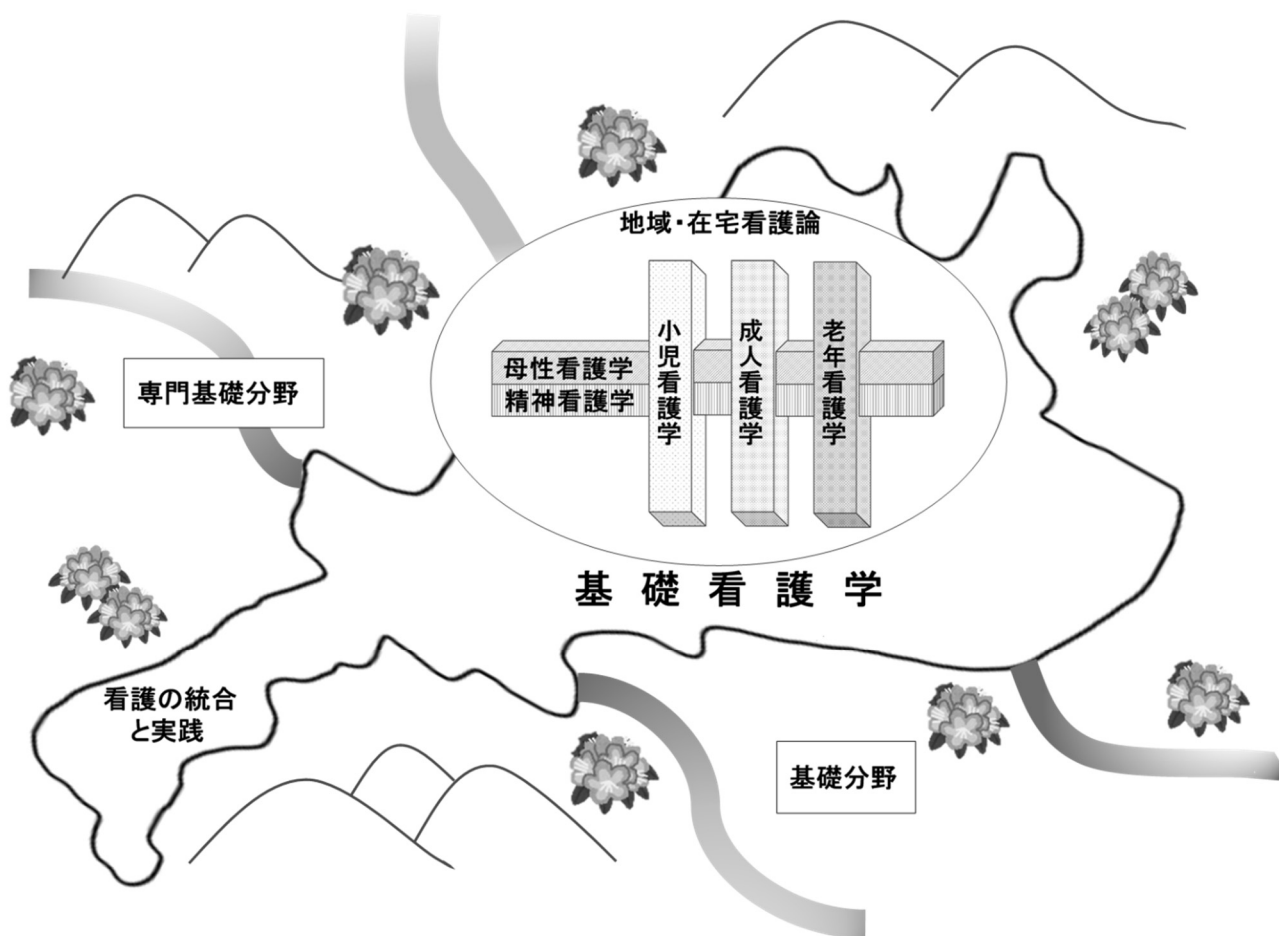 地域・在宅看護論
小児看護学
成人看護学
老年看護学
母性看護学
精神看護学
専門基礎分野
基礎看護学
看護の統合
と実践
基礎分野